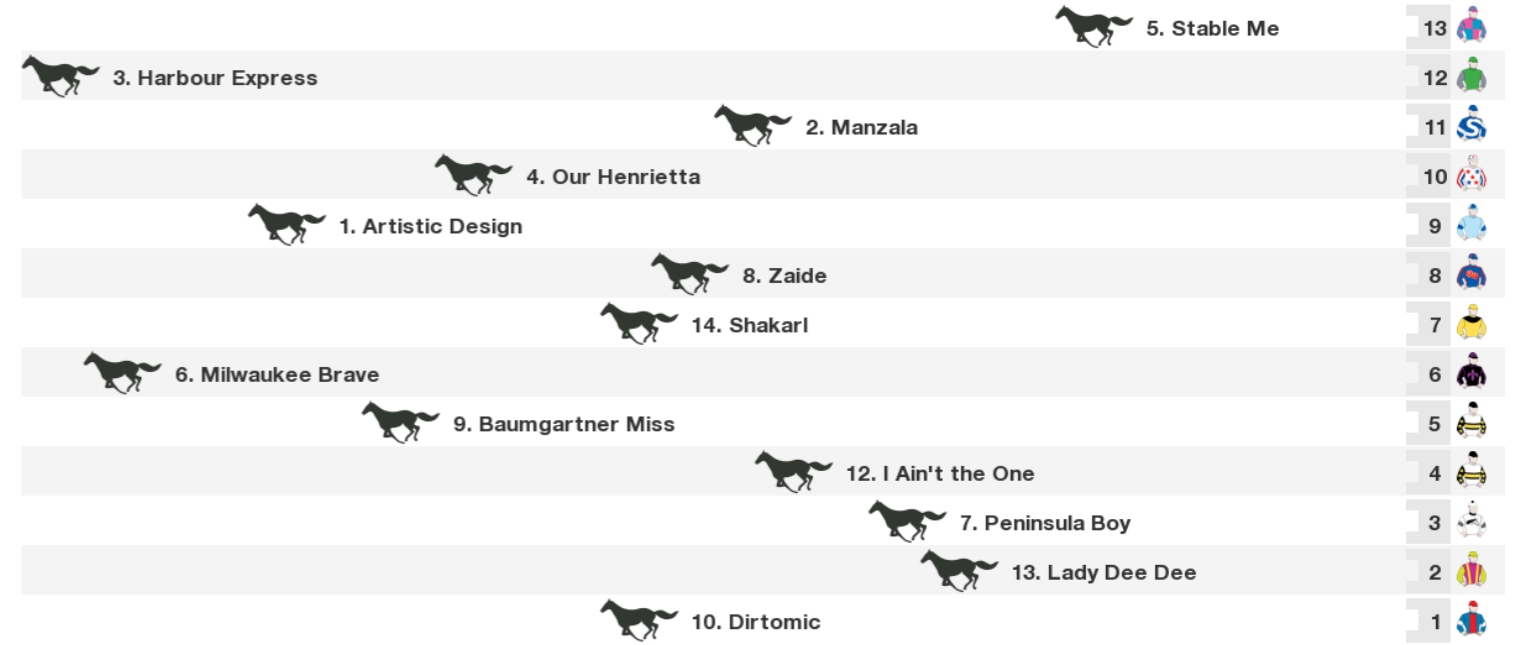 5. Stable Me 13
3. Harbour Express 12
2. Manzala 11
4. Our Henrietta 10
1. Artistic Design 9
8. Zaide 8
14. Shakarl 7
6. Milwaukee Brave 6
9. Baumgartner Miss 5
12. I Ain't the One 4
7. Peninsula Boy 3
13. Lady Dee Dee 2
10. Dirtomic 1